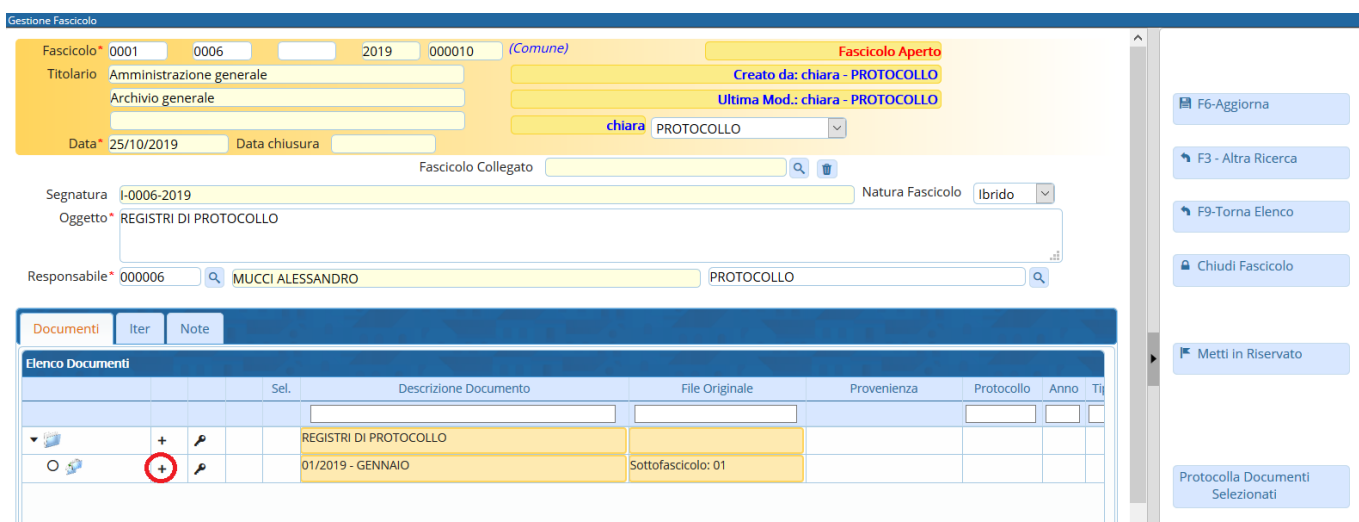 Gestione Fascicolo
Fascicolo* 0001 0006 2019 000010 (Comune) Fascicolo Aperto
Titolario Amministrazione generale Creato da: chiara - PROTOCOLLO
Archivio generale Ultima Mod.: chiara - PROTOCOLLO
F6-Aggiorna
chiara PROTOCOLLO
Data* 25/10/2019 Data chiusura
Fascicolo Collegato
F3 - Altra Ricerca
Segnatura I-0006-2019 Natura Fascicolo Ibrido
Oggetto* REGISTRI DI PROTOCOLLO
F9-Torna Elenco
Responsabile* 000006 MUCCI ALESSANDRO PROTOCOLLO
Chiudi Fascicolo
Documenti Iter Note
Metti in Riservato
Elenco Documenti
Sel. Descrizione Documento File Originale Provenienza Protocollo Anno
REGISTRI DI PROTOCOLLO
01/2019 - GENNAIO Sottofascicolo: 01
Protocolla Documenti
Selezionati